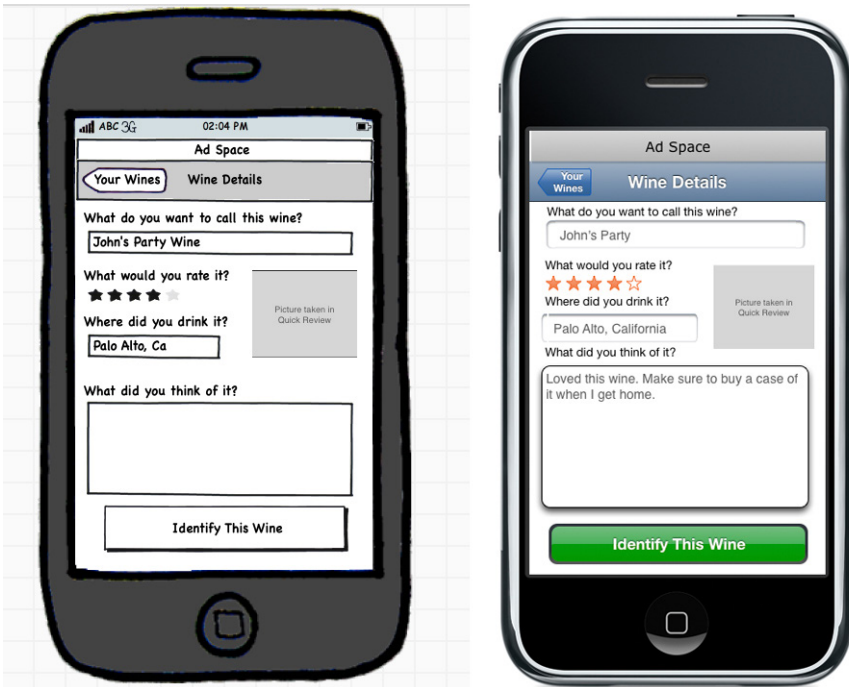 ABC 3G 02:04 PM
Ad Space
Your Wines Wine Details
What do you want to call this wine?
John's Party Wine
What would you rate it?
Picture taken in
Quick Review
Where did you drink it?
Palo Alto, Ca
What did you think of it?
Identify This Wine
Ad Space
Your
Wines
Wine Details
What do you want to call this wine?
John's Party
What would you rate it?
Where did you drink it?
Picture taken in
Quick Review
Palo Alto, California
What did you think of it?
Loved this wine. Make sure to buy a case of
it when I get home.
Identify This Wine